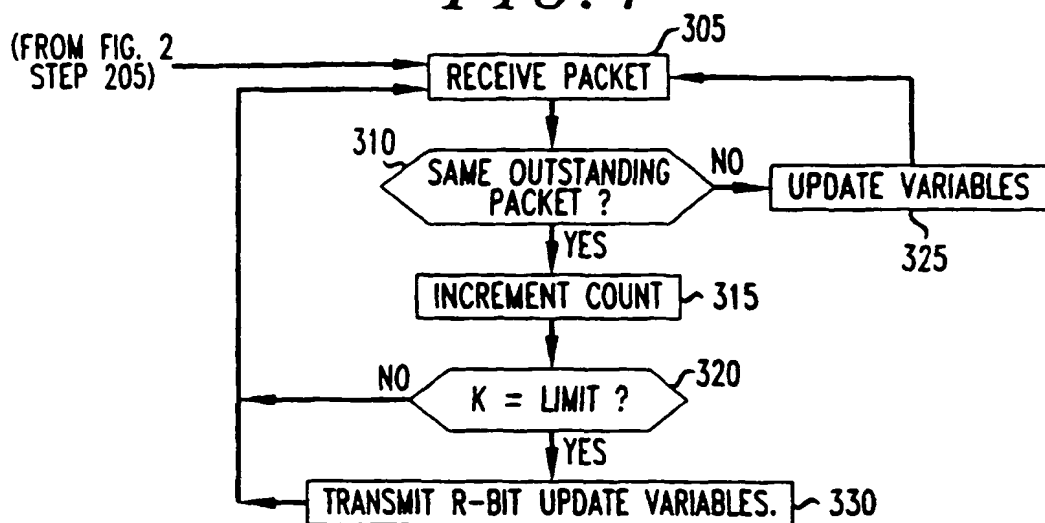 (FROM FIG. 2
STEP 205)
305
RECEIVE PACKET
310
SAME OUTSTANDING
PACKET ?
NO
UPDATE VARIABLES
325
YES
INCREMENT COUNT
315
NO
K = LIMIT ?
320
YES
TRANSMIT R-BIT UPDATE VARIABLES.
330